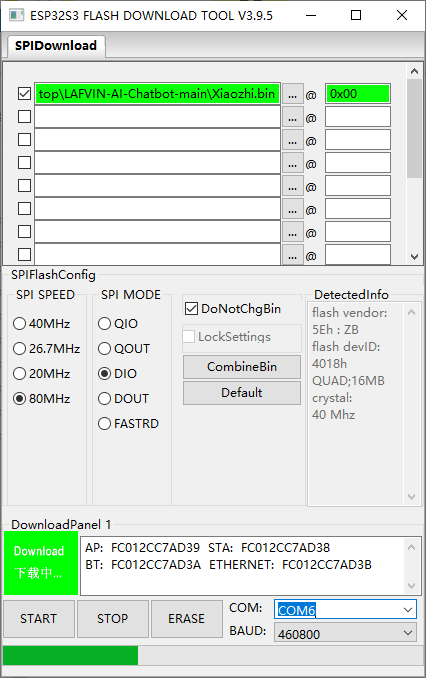 ESP32S3 FLASH DOWNLOAD TOOL V3.9.5
SPIDownload
top\LAFVIN-AI-Chatbot-main\Xiaozhi.bin ... @ 0x00
... @
... @
... @
... @
... @
... @
... @
SPIFlashConfig
SPI SPEED
40MHz
26.7MHz
20MHz
80MHz
SPI MODE
QIO
QOUT
DIO
DOUT
FASTRD
DoNotChgBin
LockSettings
CombineBin
Default
DetectedInfo
flash vendor:
5Eh : ZB
flash devID:
4018h
QUAD;16MB
crystal:
40 Mhz
DownloadPanel 1
Download
下载中...
AP: FC012CC7AD39 STA: FC012CC7AD38
BT: FC012CC7AD3A ETHERNET: FC012CC7AD3B
START STOP ERASE
COM: COM6
BAUD: 460800